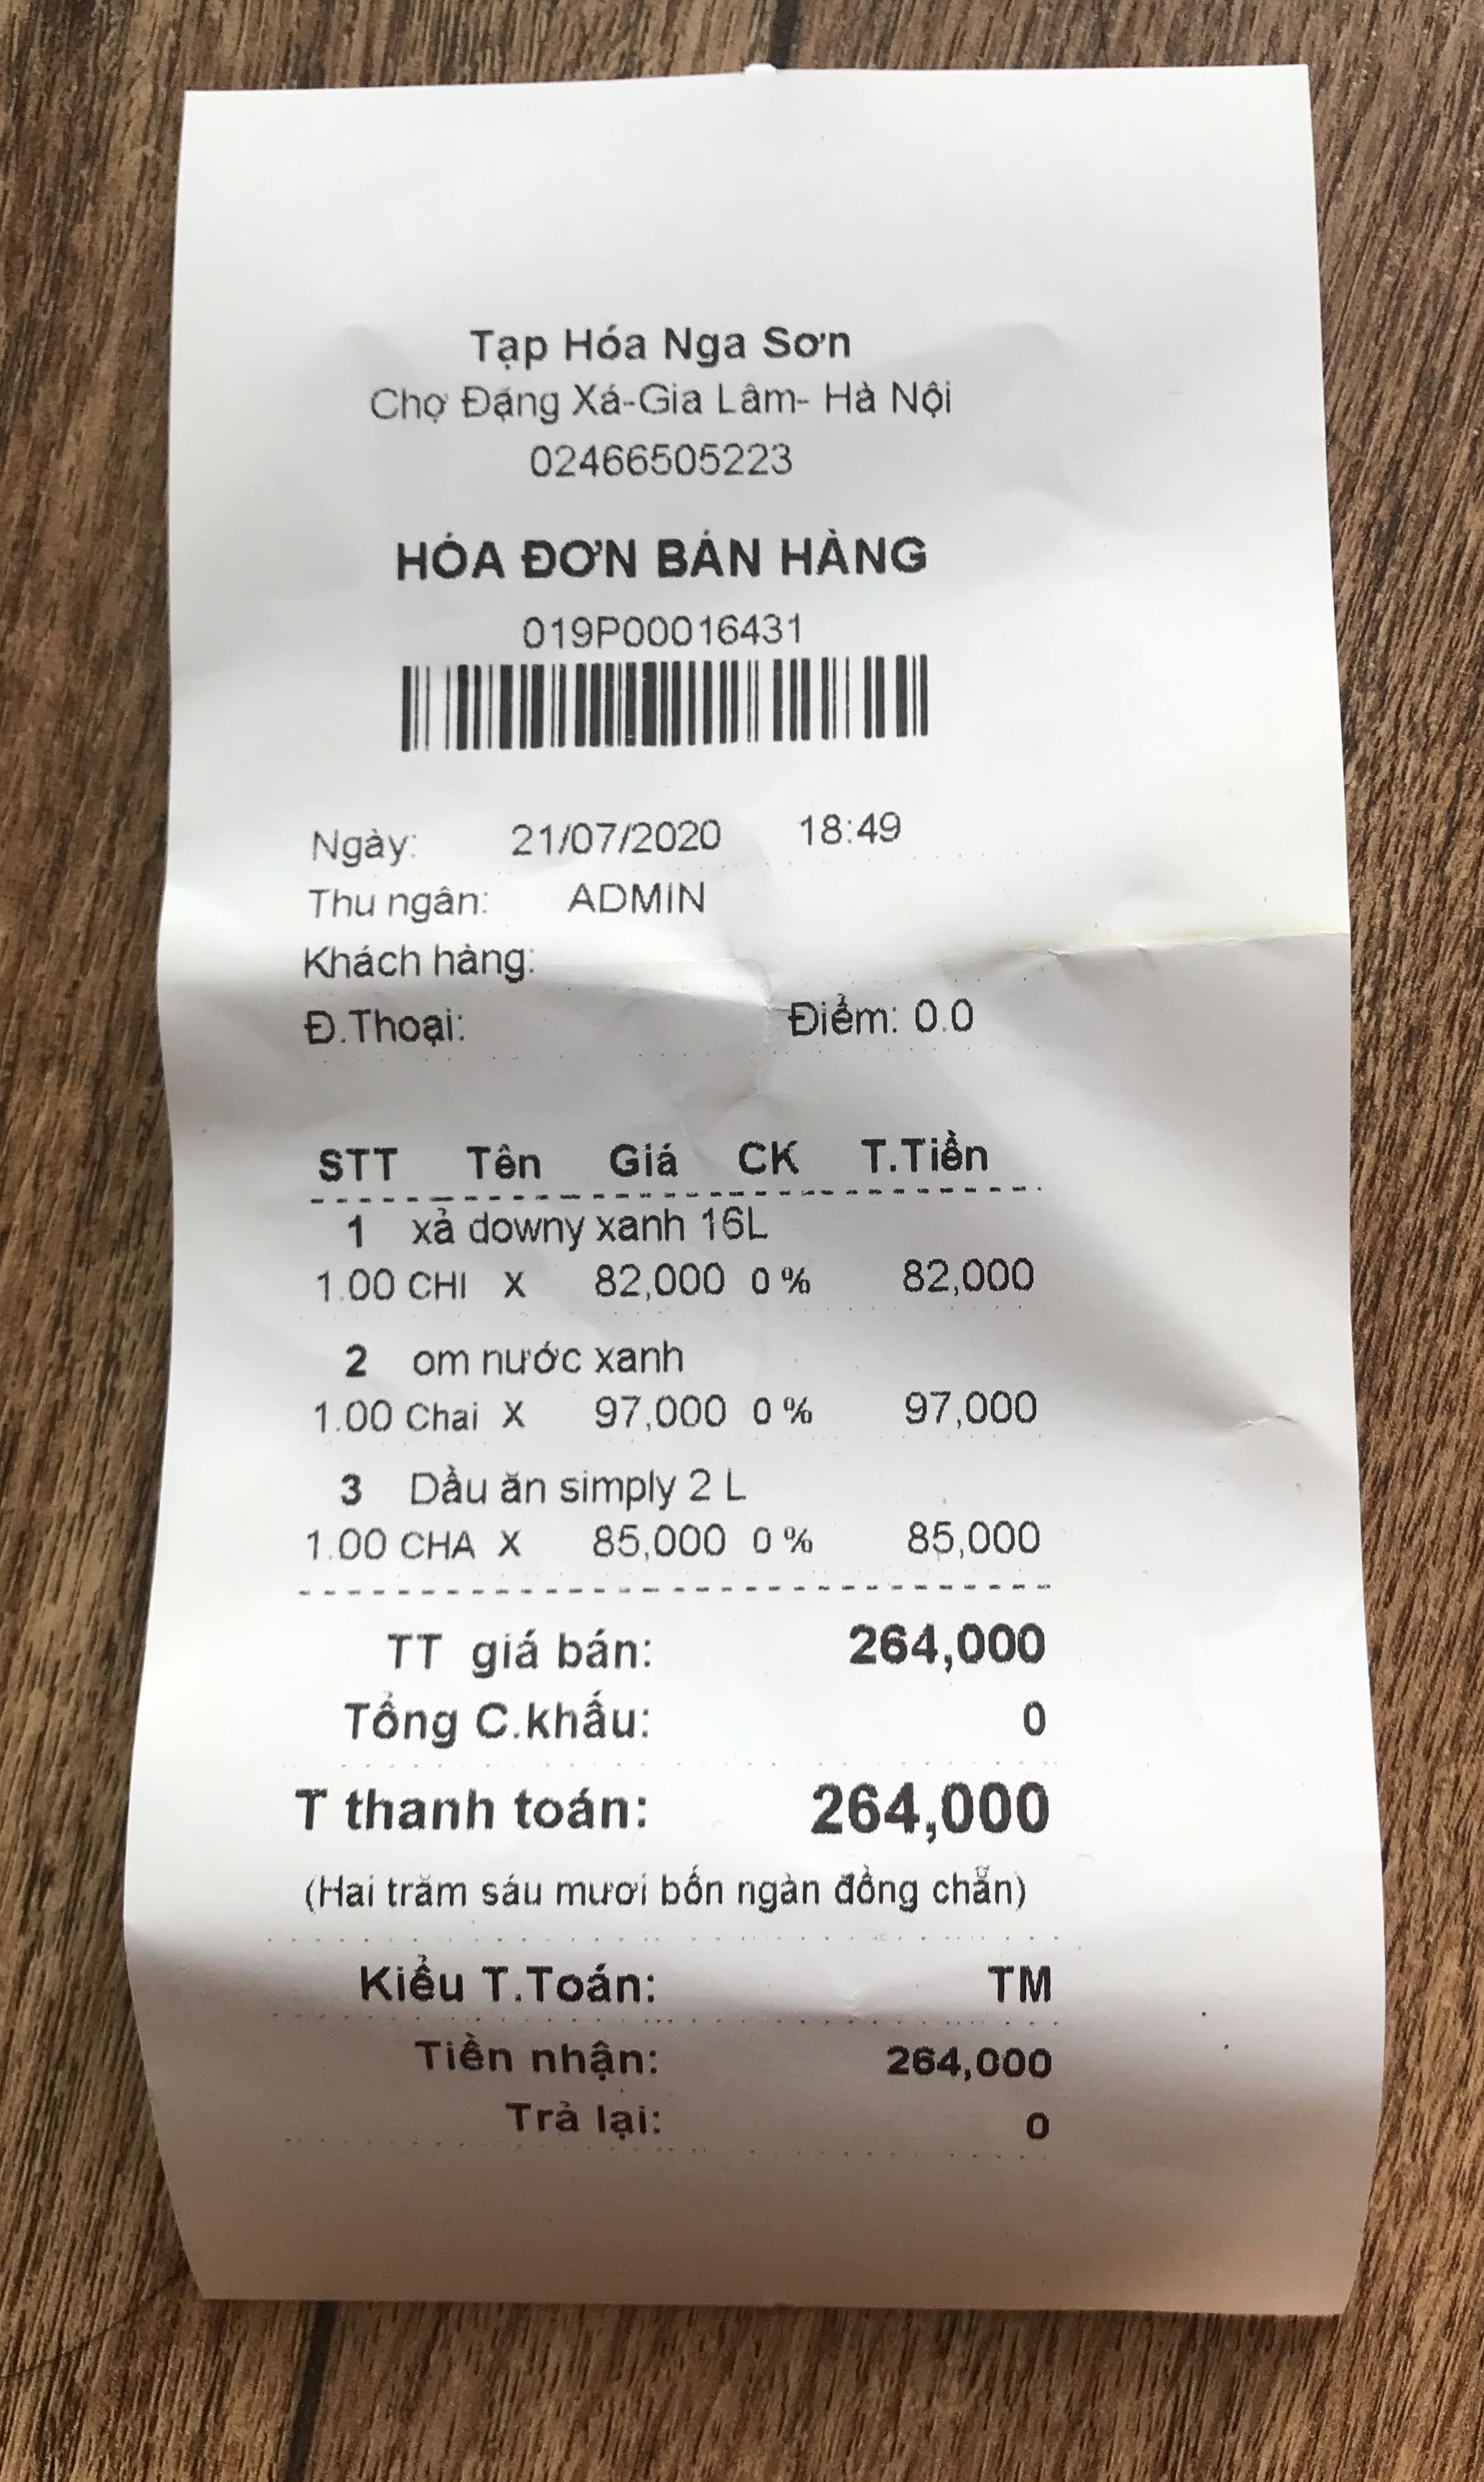 Tạp Hóa Nga Sơn
Chợ Đặng Xá-Gia Lâm- Hà Nội
02466505223
HÓA ĐƠN BÁN HÀNG
019P00016431
Ngày: 21/07/2020 18:49
Thu ngân: ADMIN
Khách hàng:
Đ.Thoại: Điểm: 0.0
STT Tên Giá CK T.Tiền
1 xả downy xanh 16L
1.00 CHI X 82,000 0 % 82,000
2 om nước xanh
1.00 Chai X 97,000 0 % 97,000
3 Dầu ăn simply 2 L
1.00 CHA X 85,000 0 % 85,000
TT giá bán: 264,000
Tổng C.khấu: 0
T thanh toán: 264,000
(Hai trăm sáu mươi bốn ngàn đồng chẵn)
Kiểu T.Toán: TM
Tiền nhận: 264,000
Trả lại: 0